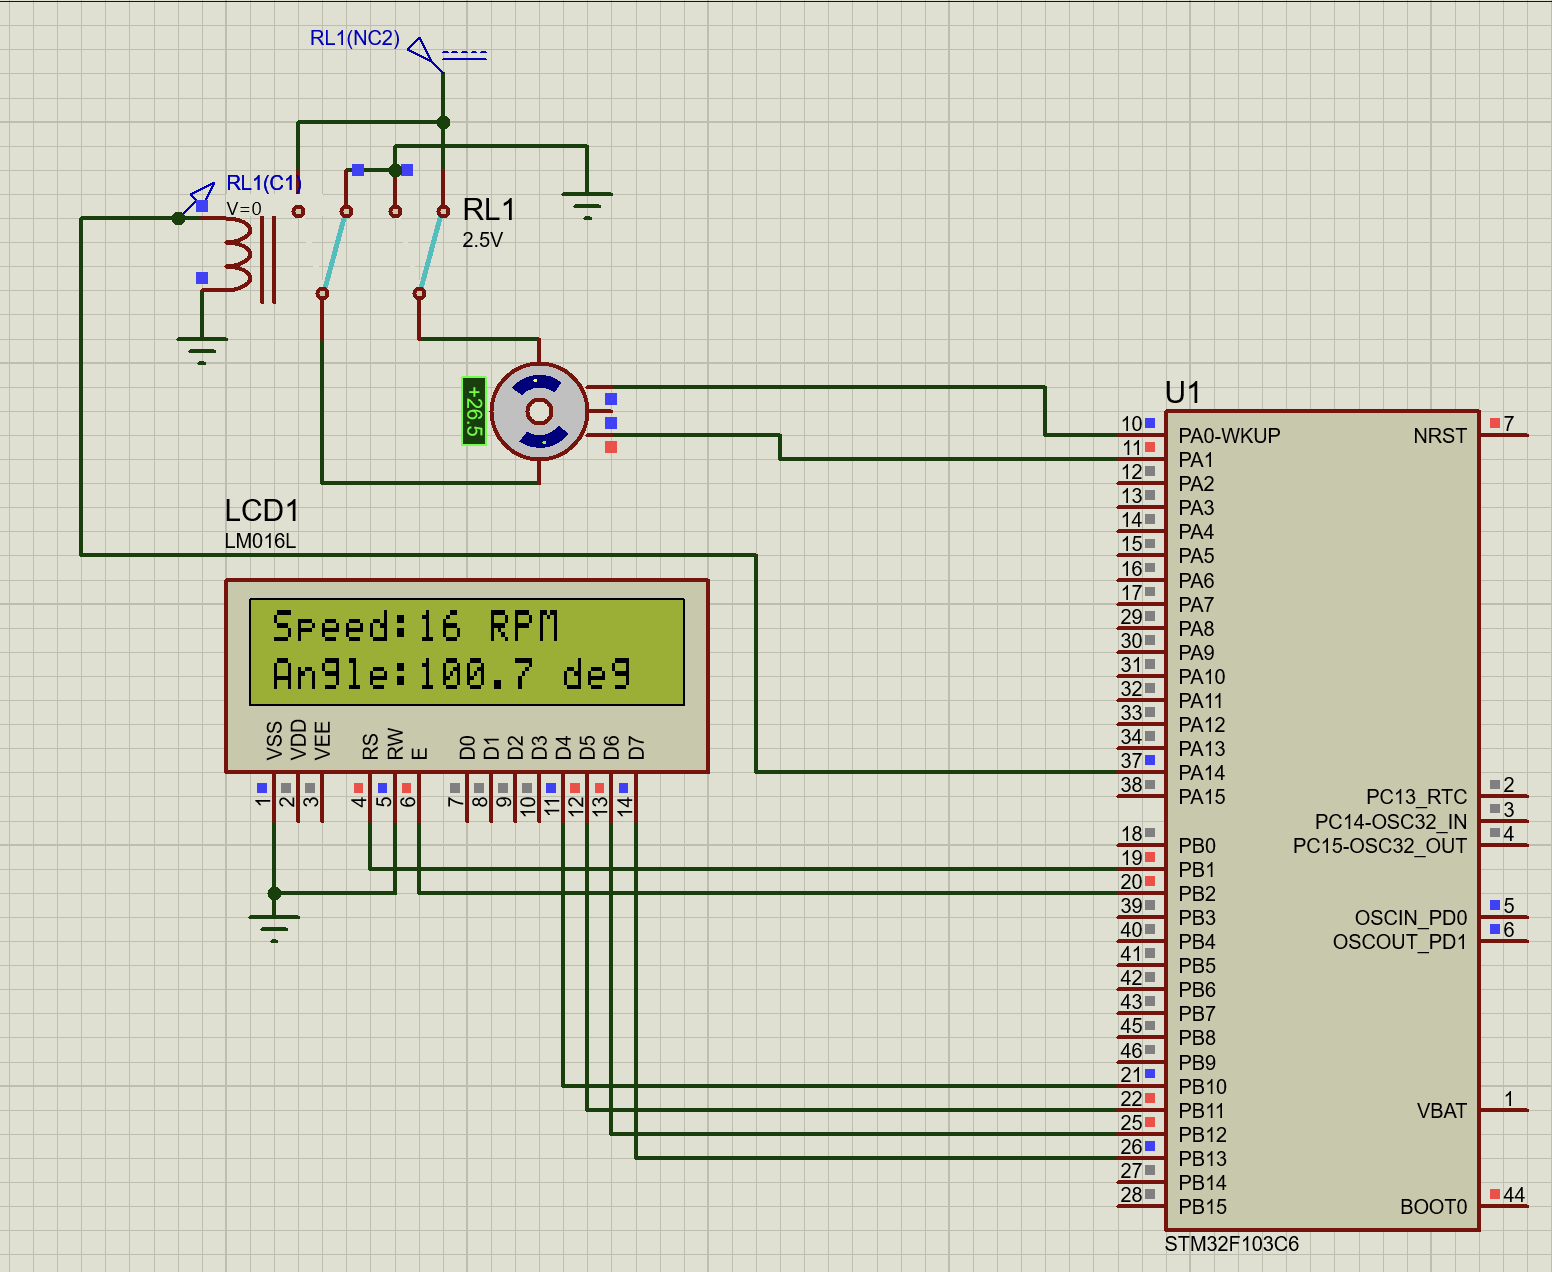 RL1(NC2)
RL1(C1)
V=0
RL1
2.5V
+26.5
LCD1
LM016L
Speed:16 RPM
Angle:100.7 deg
VSS
VDD
VEE
RS
RW
E
D0
D1
D2
D3
D4
D5
D6
D7
1
2
3
4
5
6
7
8
9
10
11
12
13
14
U1
10 PA0-WKUP
11 PA1
12 PA2
13 PA3
14 PA4
15 PA5
16 PA6
17 PA7
29 PA8
30 PA9
31 PA10
32 PA11
33 PA12
34 PA13
37 PA14
38 PA15
18 PB0
19 PB1
20 PB2
39 PB3
40 PB4
41 PB5
42 PB6
43 PB7
45 PB8
46 PB9
21 PB10
22 PB11
25 PB12
26 PB13
27 PB14
28 PB15
NRST 7
PC13_RTC 2
PC14-OSC32_IN 3
PC15-OSC32_OUT 4
OSCIN_PD0 5
OSCOUT_PD1 6
VBAT 1
BOOT0 44
STM32F103C6